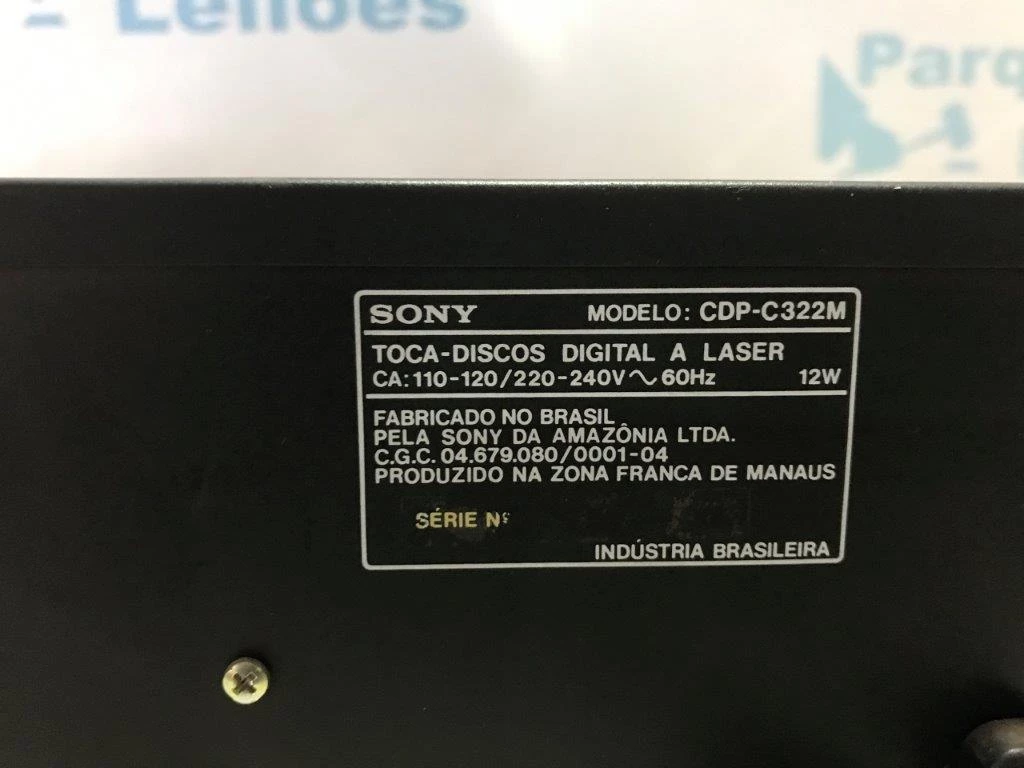 Leilões
Parq
SONY MODELO: CDP-C322M
TOCA-DISCOS DIGITAL A LASER
CA:110-120/220-240V~60Hz 12W
FABRICADO NO BRASIL
PELA SONY DA AMAZÔNIA LTDA.
C.G.C. 04.679.080/0001-04
PRODUZIDO NA ZONA FRANCA DE MANAUS
SÉRIE Nº
INDÚSTRIA BRASILEIRA